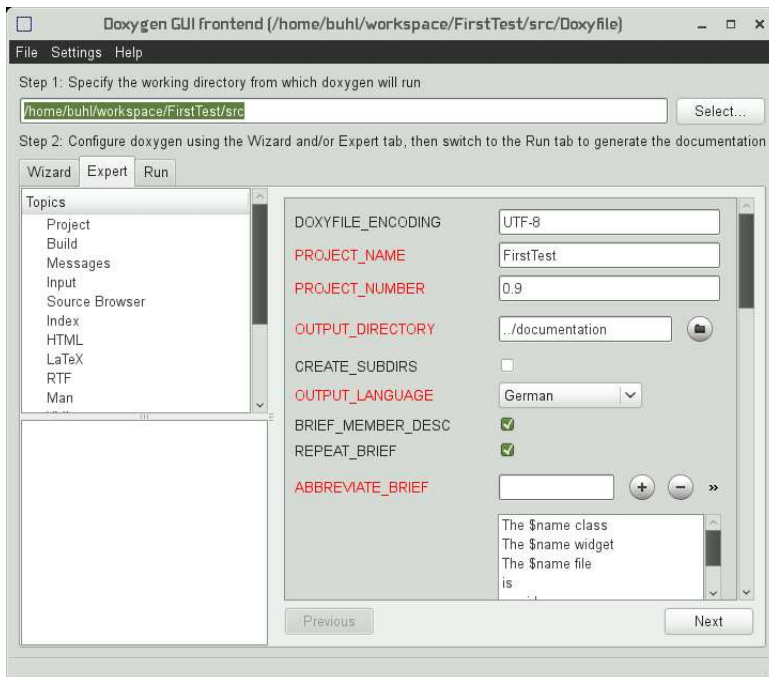 Doxygen GUI frontend (/home/buhl/workspace/FirstTest/src/Doxyfile)
File Settings Help
Step 1: Specify the working directory from which doxygen will run
/home/buhl/workspace/FirstTest/src
Select...
Step 2: Configure doxygen using the Wizard and/or Expert tab, then switch to the Run tab to generate the documentation
Wizard Expert Run
Topics
Project
Build
Messages
Input
Source Browser
Index
HTML
LaTeX
RTF
Man
DOXYFILE_ENCODING UTF-8
PROJECT_NAME FirstTest
PROJECT_NUMBER 0.9
OUTPUT_DIRECTORY ../documentation
CREATE_SUBDIRS
OUTPUT_LANGUAGE German
BRIEF_MEMBER_DESC
REPEAT_BRIEF
ABBREVIATE_BRIEF
The $name class
The $name widget
The $name file
is
Previous
Next